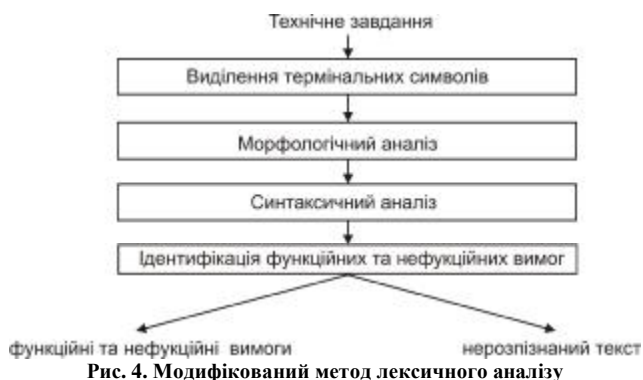 Технічне завдання
Виділення термінальних символів
Морфологічний аналіз
Синтаксичний аналіз
Ідентифікація функційних та нефукційних вимог
функційні та нефукційні вимоги
нерозпізнаний текст
Рис. 4. Модифікований метод лексичного аналізу